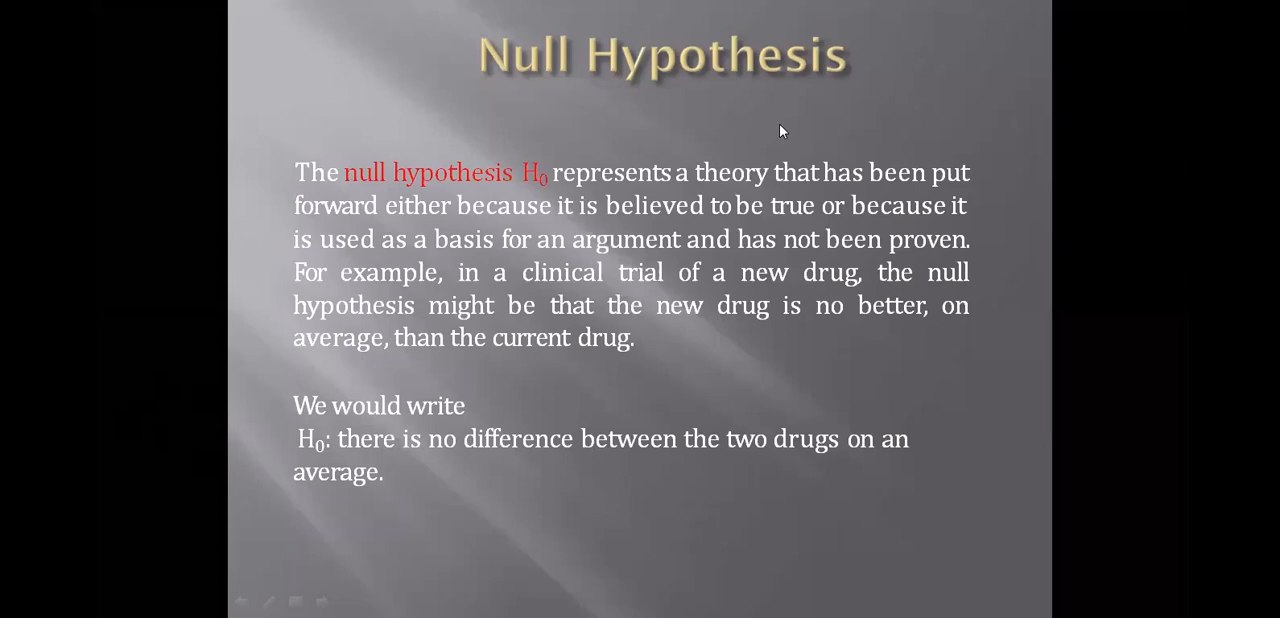 Null Hypothesis
The null hypothesis H₀ represents a theory that has been put
forward either because it is believed to be true or because it
is used as a basis for an argument and has not been proven.
For example, in a clinical trial of a new drug, the null
hypothesis might be that the new drug is no better, on
average, than the current drug.
We would write
H₀: there is no difference between the two drugs on an
average.